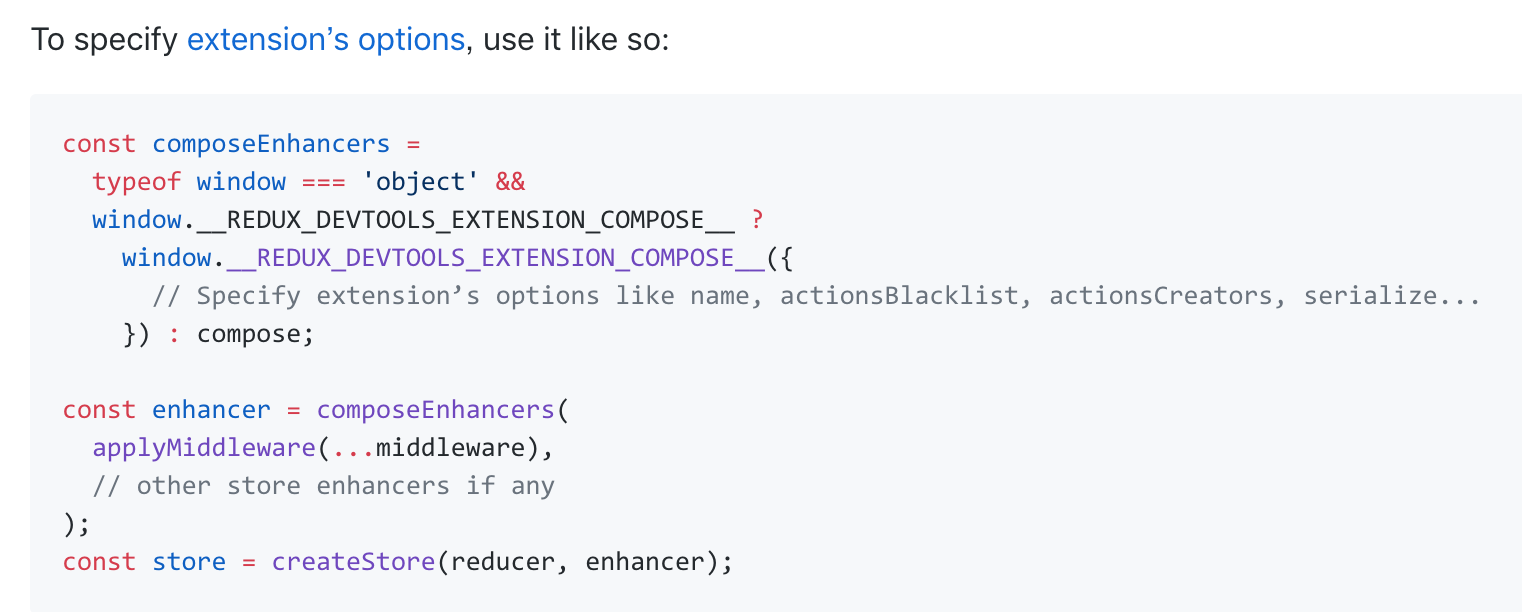 To specify extension’s options, use it like so:
const composeEnhancers =
  typeof window === 'object' &&
  window.__REDUX_DEVTOOLS_EXTENSION_COMPOSE__ ?
    window.__REDUX_DEVTOOLS_EXTENSION_COMPOSE__({
      // Specify extension’s options like name, actionsBlacklist, actionsCreators, serialize...
    }) : compose;
const enhancer = composeEnhancers(
  applyMiddleware(...middleware),
  // other store enhancers if any
);
const store = createStore(reducer, enhancer);